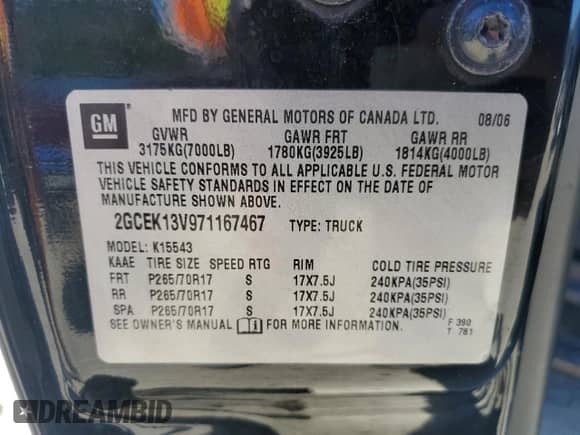 GM
MFD BY GENERAL MOTORS OF CANADA LTD. 08/06
GVWR GAWR FRT GAWR RR
3175KG(7000LB) 1780KG(3925LB) 1814KG(4000LB)
THIS VEHICLE CONFORMS TO ALL APPLICABLE U.S. FEDERAL MOTOR
VEHICLE SAFETY STANDARDS IN EFFECT ON THE DATE OF
MANUFACTURE SHOWN ABOVE.
2GCEK13V971167467 TYPE: TRUCK
MODEL: K15543
KAAE TIRE SIZE SPEED RTG RIM COLD TIRE PRESSURE
FRT P265/70R17 S 17X7.5J 240KPA(35PSI)
RR P265/70R17 S 17X7.5J 240KPA(35PSI)
SPA P265/70R17 S 17X7.5J 240KPA(35PSI)
SEE OWNER'S MANUAL FOR MORE INFORMATION F 390
T 781
DREAMBID